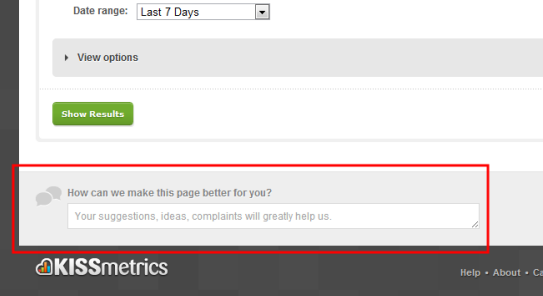 Date range: Last 7 Days
View options
Show Results
How can we make this page better for you?
Your suggestions, ideas, complaints will greatly help us.
KISSmetrics
Help • About •